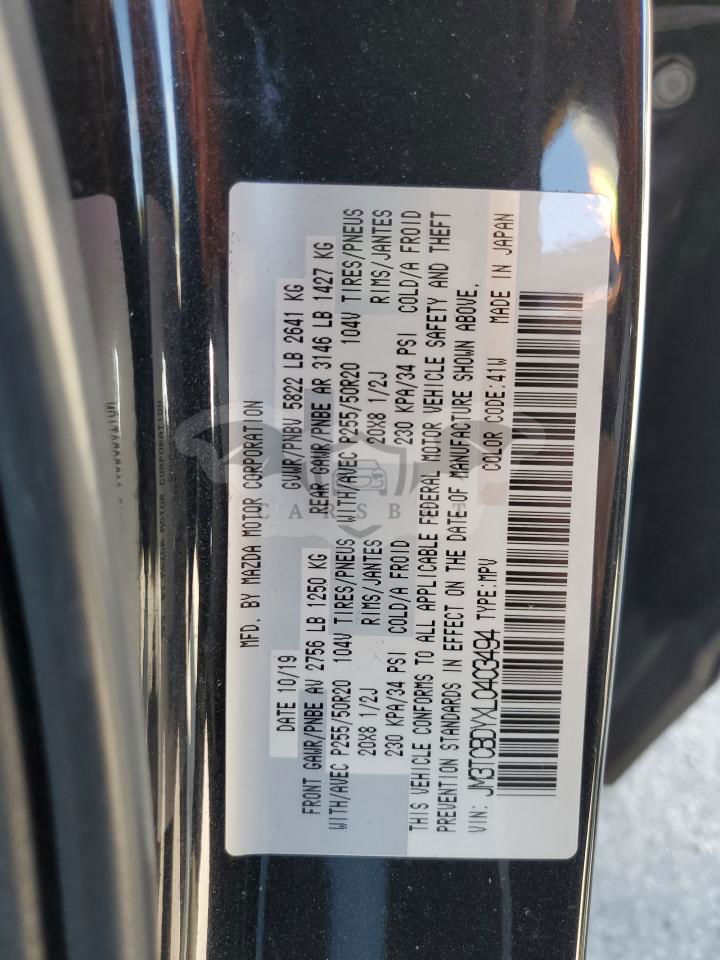 MFD. BY MAZDA MOTOR CORPORATION
DATE 10/19 GVWR/PNBV 5822 LB 2641 KG
FRONT GAWR/PNBE AV 2756 LB 1250 KG REAR GAWR/PNBE AR 3146 LB 1427 KG
WITH/AVEC P255/50R20 104V TIRES/PNEUS WITH/AVEC P255/50R20 104V TIRES/PNEUS
20X8 1/2J RIMS/JANTES 20X8 1/2J RIMS/JANTES
230 KPA/34 PSI COLD/A FROID 230 KPA/34 PSI COLD/A FROID
THIS VEHICLE CONFORMS TO ALL APPLICABLE FEDERAL MOTOR VEHICLE SAFETY AND THEFT
PREVENTION STANDARDS IN EFFECT ON THE DATE OF MANUFACTURE SHOWN ABOVE.
VIN: JM3TCBDYXL0403494 TYPE:MPV COLOR CODE:41W MADE IN JAPAN